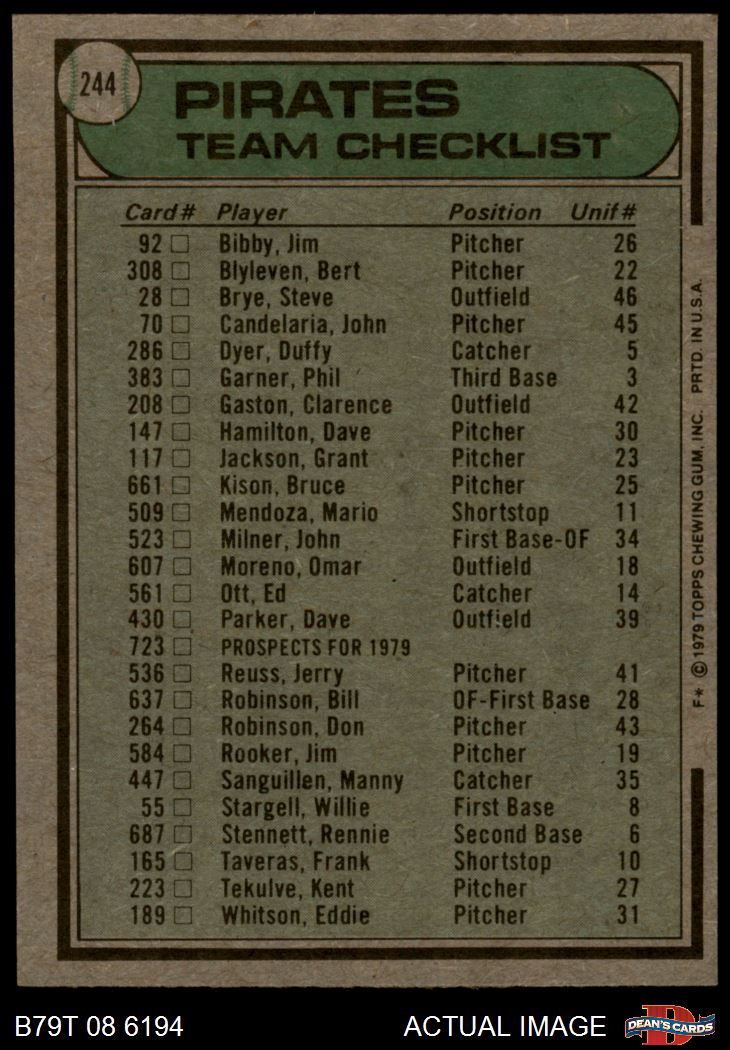 244
PIRATES
TEAM CHECKLIST
Card# Player Position Unif#
92 Bibby, Jim Pitcher 26
308 Blyleven, Bert Pitcher 22
28 Brye, Steve Outfield 46
70 Candelaria, John Pitcher 45
286 Dyer, Duffy Catcher 5
383 Garner, Phil Third Base 3
208 Gaston, Clarence Outfield 42
147 Hamilton, Dave Pitcher 30
117 Jackson, Grant Pitcher 23
661 Kison, Bruce Pitcher 25
509 Mendoza, Mario Shortstop 11
523 Milner, John First Base-OF 34
607 Moreno, Omar Outfield 18
561 Ott, Ed Catcher 14
430 Parker, Dave Outfield 39
723 PROSPECTS FOR 1979
536 Reuss, Jerry Pitcher 41
637 Robinson, Bill OF-First Base 28
264 Robinson, Don Pitcher 43
584 Rooker, Jim Pitcher 19
447 Sanguillen, Manny Catcher 35
55 Stargell, Willie First Base 8
687 Stennett, Rennie Second Base 6
165 Taveras, Frank Shortstop 10
223 Tekulve, Kent Pitcher 27
189 Whitson, Eddie Pitcher 31
F* © 1979 TOPPS CHEWING GUM, INC. PRTD. IN U.S.A.
B79T 08 6194 ACTUAL IMAGE
D
DEAN'S CARDS